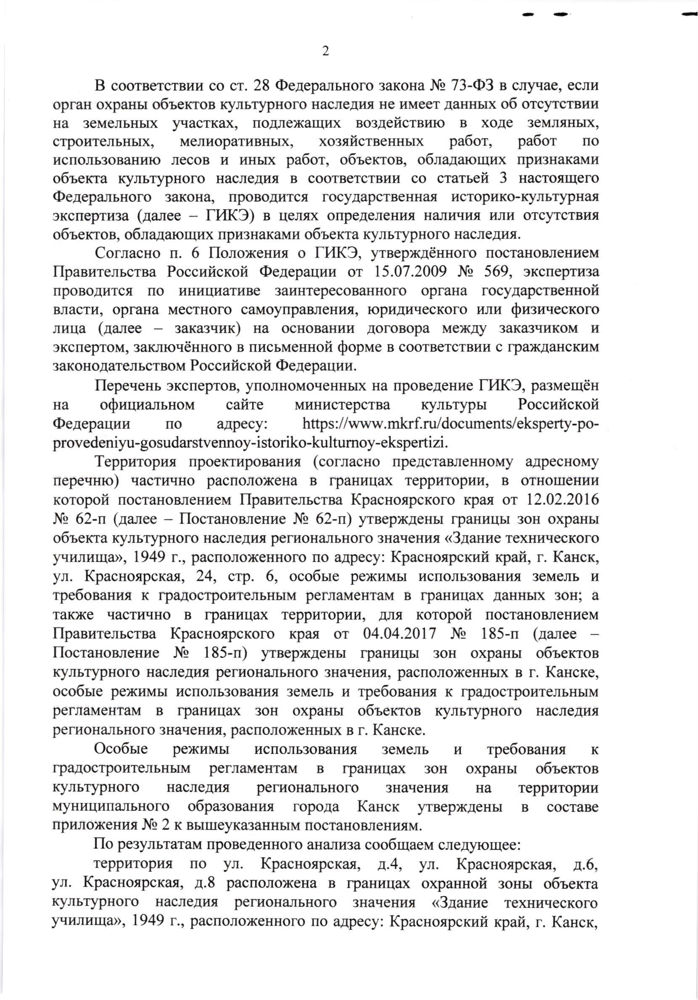 2
В соответствии со ст. 28 Федерального закона № 73-ФЗ в случае, если
орган охраны объектов культурного наследия не имеет данных об отсутствии
на земельных участках, подлежащих воздействию в ходе земляных,
строительных, мелиоративных, хозяйственных работ, работ по
использованию лесов и иных работ, объектов, обладающих признаками
объекта культурного наследия в соответствии со статьей 3 настоящего
Федерального закона, проводится государственная историко-культурная
экспертиза (далее – ГИКЭ) в целях определения наличия или отсутствия
объектов, обладающих признаками объекта культурного наследия.
Согласно п. 6 Положения о ГИКЭ, утверждённого постановлением
Правительства Российской Федерации от 15.07.2009 № 569, экспертиза
проводится по инициативе заинтересованного органа государственной
власти, органа местного самоуправления, юридического или физического
лица (далее – заказчик) на основании договора между заказчиком и
экспертом, заключённого в письменной форме в соответствии с гражданским
законодательством Российской Федерации.
Перечень экспертов, уполномоченных на проведение ГИКЭ, размещён
на официальном сайте министерства культуры Российской
Федерации по адресу: https://www.mkrf.ru/documents/eksperty-po-
provedeniyu-gosudarstvennoy-istoriko-kulturnoy-ekspertizi.
Территория проектирования (согласно представленному адресному
перечню) частично расположена в границах территории, в отношении
которой постановлением Правительства Красноярского края от 12.02.2016
№ 62-п (далее – Постановление № 62-п) утверждены границы зон охраны
объекта культурного наследия регионального значения «Здание технического
училища», 1949 г., расположенного по адресу: Красноярский край, г. Канск,
ул. Красноярская, 24, стр. 6, особые режимы использования земель и
требования к градостроительным регламентам в границах данных зон; а
также частично в границах территории, для которой постановлением
Правительства Красноярского края от 04.04.2017 № 185-п (далее –
Постановление № 185-п) утверждены границы зон охраны объектов
культурного наследия регионального значения, расположенных в г. Канске,
особые режимы использования земель и требования к градостроительным
регламентам в границах зон охраны объектов культурного наследия
регионального значения, расположенных в г. Канске.
Особые режимы использования земель и требования к
градостроительным регламентам в границах зон охраны объектов
культурного наследия регионального значения на территории
муниципального образования города Канск утверждены в составе
приложения № 2 к вышеуказанным постановлениям.
По результатам проведенного анализа сообщаем следующее:
территория по ул. Красноярская, д.4, ул. Красноярская, д.6,
ул. Красноярская, д.8 расположена в границах охранной зоны объекта
культурного наследия регионального значения «Здание технического
училища», 1949 г., расположенного по адресу: Красноярский край, г. Канск,